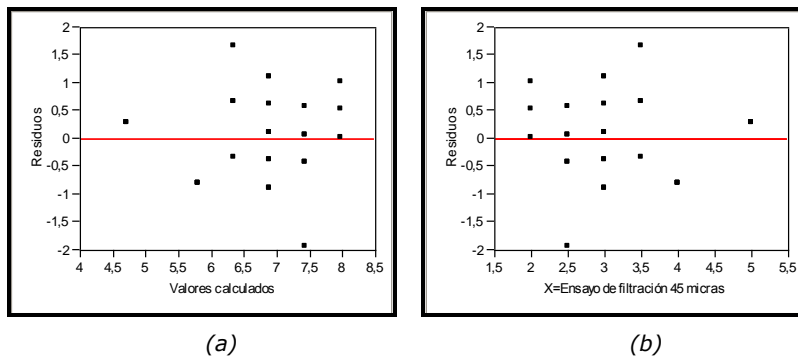 2
1,5
1
0,5
0
-0,5
-1
-1,5
-2
Residuos
4 4,5 5 5,5 6 6,5 7 7,5 8 8,5
Valores calculados
(a)
2
1,5
1
0,5
0
-0,5
-1
-1,5
-2
Residuos
1,5 2 2,5 3 3,5 4 4,5 5 5,5
X=Ensayo de filtración 45 micras
(b)